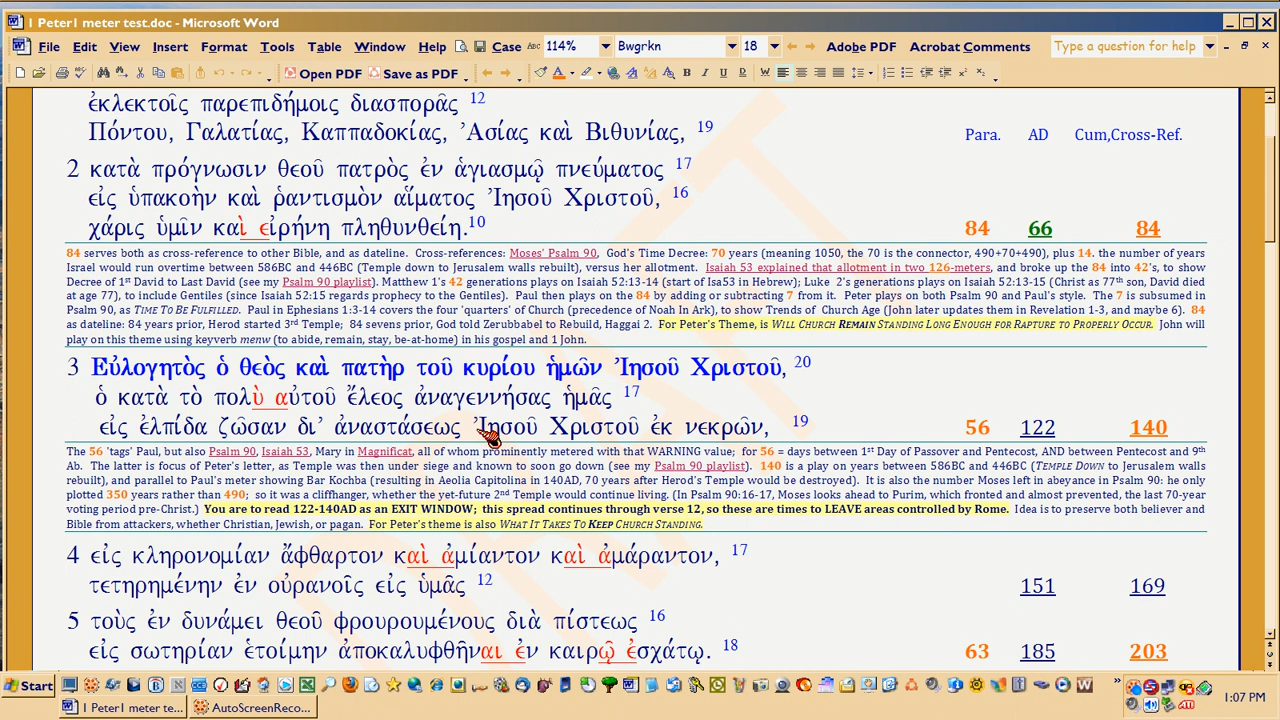 1 Peter1 meter test.doc - Microsoft Word
File Edit View Insert Format Tools Table Window Help Case 114% Bwgrkn 18 Adobe PDF Acrobat Comments Type a question for help
Open PDF Save as PDF
ἐκλεκτοῖς παρεπιδήμοις διασπορᾶς 12
Πόντου, Γαλατίας, Καππαδοκίας, Ἀσίας καὶ Βιθυνίας, 19 Para. AD Cum,Cross-Ref.
2 κατὰ πρόγνωσιν θεοῦ πατρὸς ἐν ἁγιασμῷ πνεύματος 17
εἰς ὑπακοὴν καὶ ῥαντισμὸν αἵματος Ἰησοῦ Χριστοῦ, 16
χάρις ὑμῖν καὶ εἰρήνη πληθυνθείη.10 84 66 84
84 serves both as cross-reference to other Bible, and as dateline. Cross-references: Moses' Psalm 90, God's Time Decree: 70 years (meaning 1050, the 70 is the connector, 490+70+490), plus 14. the number of years
Israel would run overtime between 586BC and 446BC (Temple down to Jerusalem walls rebuilt), versus her allotment. Isaiah 53 explained that allotment in two 126-meters, and broke up the 84 into 42's, to show
Decree of 1st David to Last David (see my Psalm 90 playlist). Matthew 1's 42 generations plays on Isaiah 52:13-14 (start of Isa53 in Hebrew); Luke 2's generations plays on Isaiah 52:13-15 (Christ as 77th son, David died
at age 77), to include Gentiles (since Isaiah 52:15 regards prophecy to the Gentiles). Paul then plays on the 84 by adding or subtracting 7 from it. Peter plays on both Psalm 90 and Paul's style. The 7 is subsumed in
Psalm 90, as TIME TO BE FULFILLED. Paul in Ephesians 1:3-14 covers the four 'quarters' of Church (precedence of Noah In Ark), to show Trends of Church Age (John later updates them in Revelation 1-3, and maybe 6). 84
as dateline: 84 years prior, Herod started 3rd Temple; 84 sevens prior, God told Zerubbabel to Rebuild, Haggai 2. For Peter's Theme, is WILL CHURCH REMAIN STANDING LONG ENOUGH FOR RAPTURE TO PROPERLY OCCUR. John will
play on this theme using keyverb menw (to abide, remain, stay, be-at-home) in his gospel and 1 John.
3 Εὐλογητὸς ὁ θεὸς καὶ πατὴρ τοῦ κυρίου ἡμῶν Ἰησοῦ Χριστοῦ, 20
ὁ κατὰ τὸ πολὺ αὐτοῦ ἔλεος ἀναγεννήσας ἡμᾶς 17
εἰς ἐλπίδα ζῶσαν δι' ἀναστάσεως Ἰησοῦ Χριστοῦ ἐκ νεκρῶν, 19 56 122 140
The 56 'tags' Paul, but also Psalm 90, Isaiah 53, Mary in Magnificat, all of whom prominently metered with that WARNING value; for 56 = days between 1st Day of Passover and Pentecost, AND between Pentecost and 9th
Ab. The latter is focus of Peter's letter, as Temple was then under siege and known to soon go down (see my Psalm 90 playlist). 140 is a play on years between 586BC and 446BC (TEMPLE DOWN to Jerusalem walls
rebuilt), and parallel to Paul's meter showing Bar Kochba (resulting in Aeolia Capitolina in 140AD, 70 years after Herod's Temple would be destroyed). It is also the number Moses left in abeyance in Psalm 90: he only
plotted 350 years rather than 490; so it was a cliffhanger, whether the yet-future 2nd Temple would continue living. (In Psalm 90:16-17, Moses looks ahead to Purim, which fronted and almost prevented, the last 70-year
voting period pre-Christ.) You are to read 122-140AD as an EXIT WINDOW; this spread continues through verse 12, so these are times to LEAVE areas controlled by Rome. Idea is to preserve both believer and
Bible from attackers, whether Christian, Jewish, or pagan. For Peter's theme is also WHAT IT TAKES TO KEEP CHURCH STANDING.
4 εἰς κληρονομίαν ἄφθαρτον καὶ ἀμίαντον καὶ ἀμάραντον, 17
τετηρημένην ἐν οὐρανοῖς εἰς ὑμᾶς 12 151 169
5 τοὺς ἐν δυνάμει θεοῦ φρουρουμένους διὰ πίστεως 16
εἰς σωτηρίαν ἑτοίμην ἀποκαλυφθῆναι ἐν καιρῷ ἐσχάτῳ. 18 63 185 203
Start 1:07 PM
1 Peter1 meter te... AutoScreenReco...